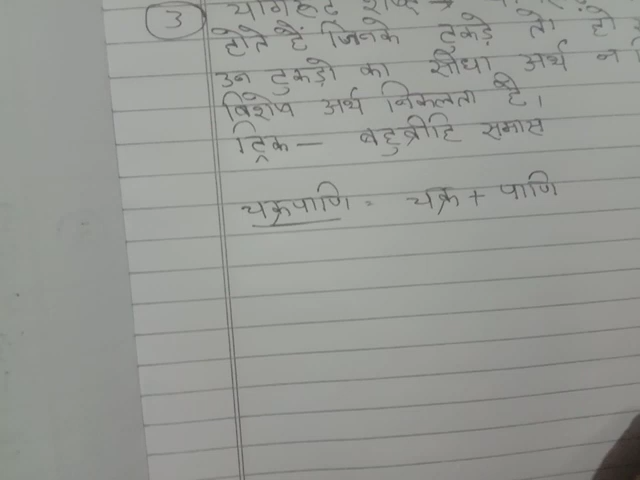 ③ योगरूढ़ शब्द →
होते हैं जिनके टुकड़े तो हो
उन टुकड़ो का सीधा अर्थ न
विशेष अर्थ निकलता है।
ट्रिक — बहुव्रीहि समास
चक्रपाणि = चक्र + पाणि